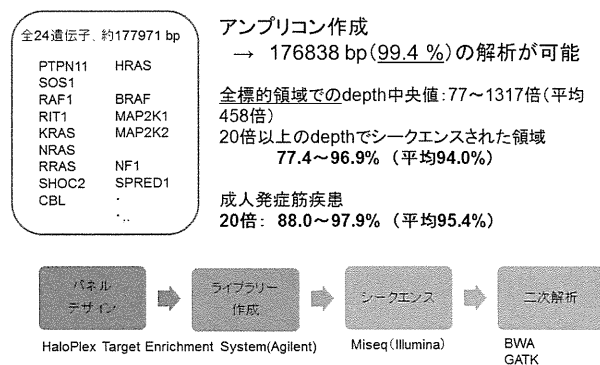 全24遺伝子、約177971 bp
PTPN11 HRAS
SOS1
RAF1 BRAF
RIT1 MAP2K1
KRAS MAP2K2
NRAS
RRAS NF1
SHOC2 SPRED1
CBL ・
・..
アンプリコン作成
→ 176838 bp(99.4 %)の解析が可能
全標的領域でのdepth中央値:77～1317倍(平均
458倍)
20倍以上のdepthでシークエンスされた領域
77.4～96.9% (平均94.0%)
成人発症筋疾患
20倍: 88.0～97.9% (平均95.4%)
パネル
デザイン
ライブラリー
作成
シークエンス
二次解析
HaloPlex Target Enrichment System(Agilent)
Miseq(Illumina)
BWA
GATK